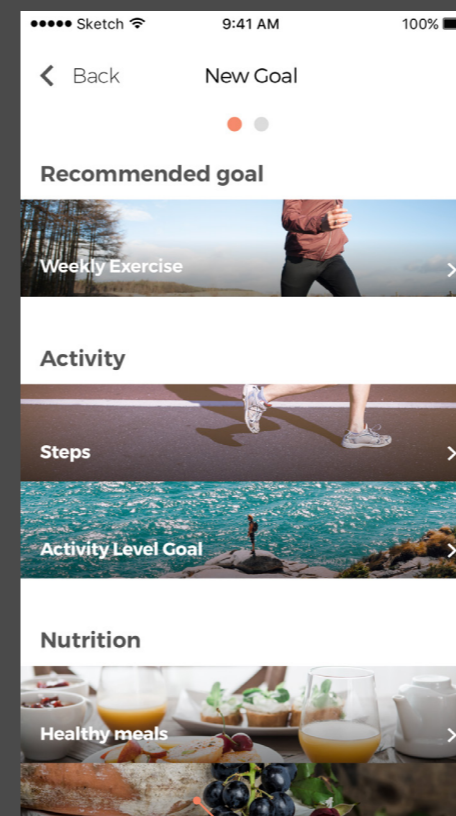 Sketch 9:41 AM 100%
Back New Goal
Recommended goal
Weekly Exercise
Activity
Steps
Activity Level Goal
Nutrition
Healthy meals